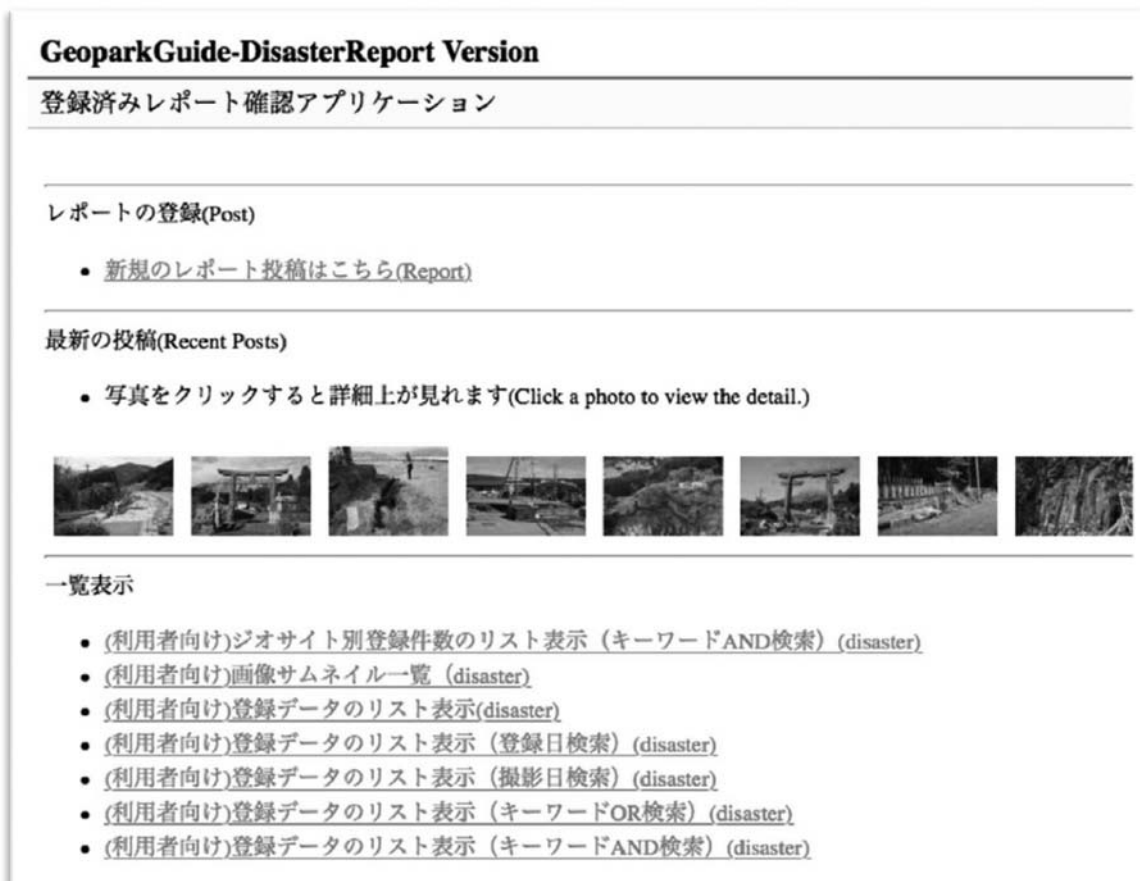 GeoparkGuide-DisasterReport Version
登録済みレポート確認アプリケーション
レポートの登録(Post)
新規のレポート投稿はこちら(Report)
最新の投稿(Recent Posts)
写真をクリックすると詳細上が見れます(Click a photo to view the detail.)
一覧表示
(利用者向け)ジオサイト別登録件数のリスト表示（キーワードAND検索）(disaster)
(利用者向け)画像サムネイル一覧（disaster)
(利用者向け)登録データのリスト表示(disaster)
(利用者向け)登録データのリスト表示（登録日検索）(disaster)
(利用者向け)登録データのリスト表示（撮影日検索）(disaster)
(利用者向け)登録データのリスト表示（キーワードOR検索）(disaster)
(利用者向け)登録データのリスト表示（キーワードAND検索）(disaster)